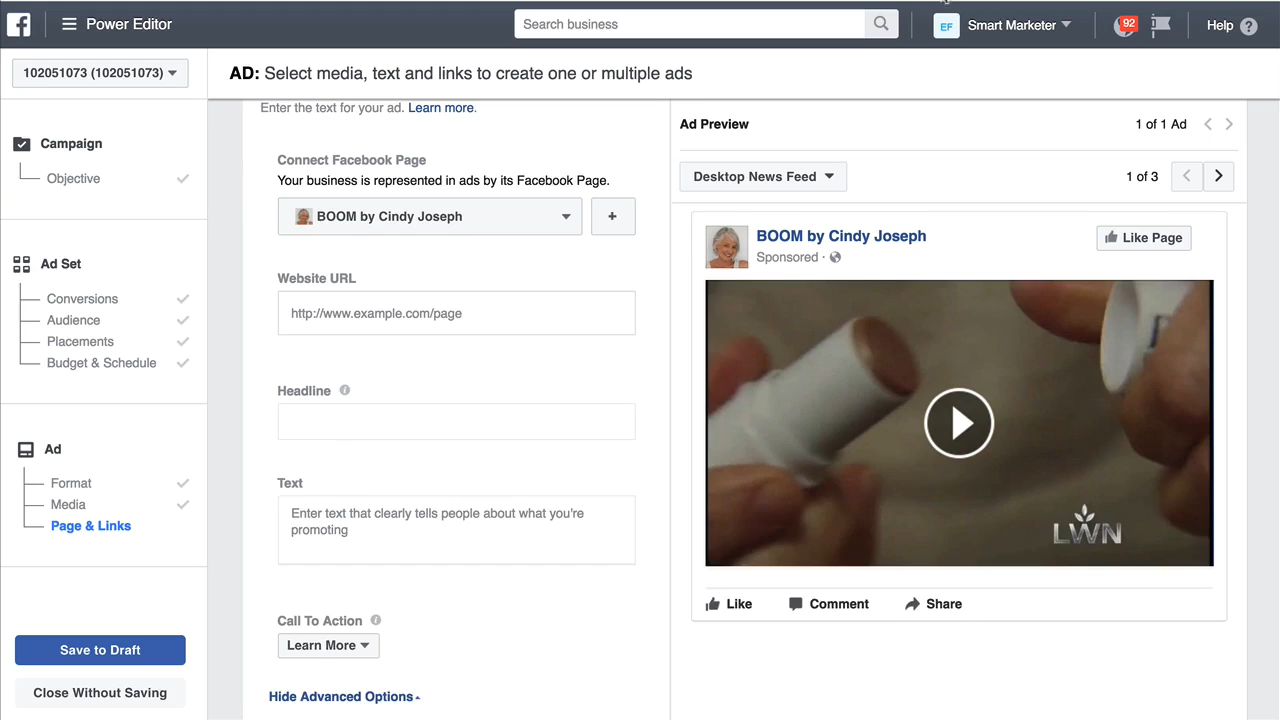 Power Editor
Search business
EF
Smart Marketer
92
Help
102051073 (102051073)
AD: Select media, text and links to create one or multiple ads
Campaign
Objective
Ad Set
Conversions
Audience
Placements
Budget & Schedule
Ad
Format
Media
Page & Links
Save to Draft
Close Without Saving
Enter the text for your ad. Learn more.
Connect Facebook Page
Your business is represented in ads by its Facebook Page.
BOOM by Cindy Joseph
+
Website URL
http://www.example.com/page
Headline
Text
Enter text that clearly tells people about what you're
promoting
Call To Action
Learn More
Hide Advanced Options
Ad Preview
1 of 1 Ad
Desktop News Feed
1 of 3
BOOM by Cindy Joseph
Like Page
Sponsored ·
LWN
Like
Comment
Share